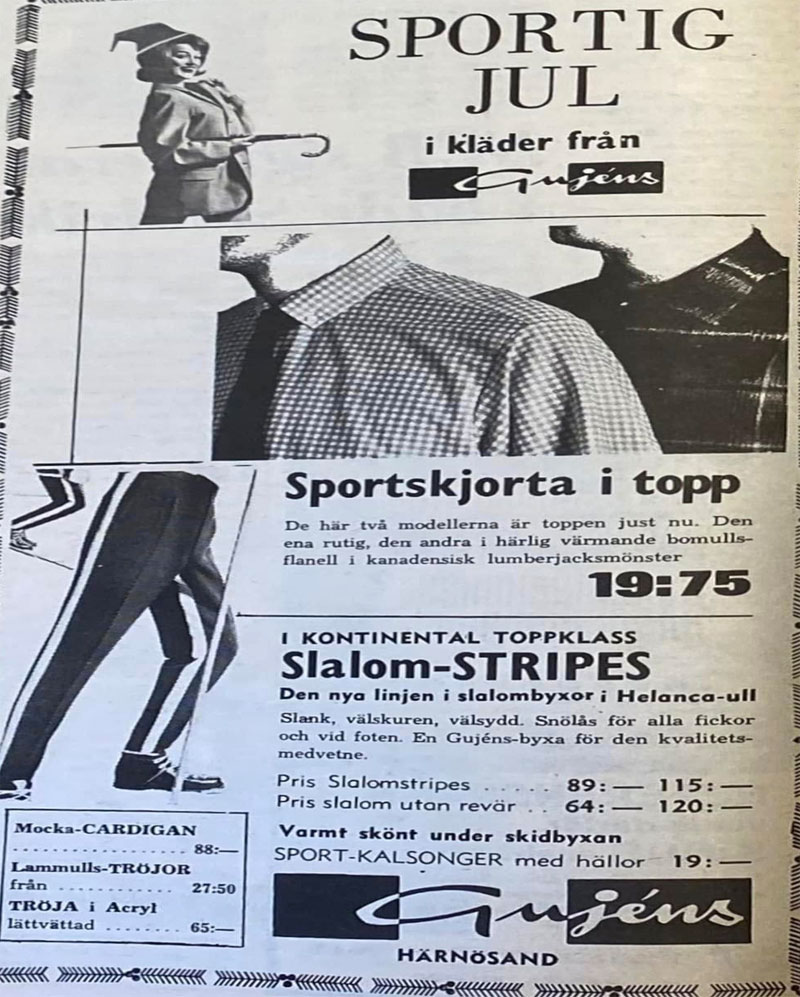 SPORTIG
JUL
i kläder från
Gujéns
Sportskjorta i topp
De här två modellerna är toppen just nu. Den
ena rutig, den andra i härlig värmande bomulls-
flanell i kanadensisk lumberjacksmönster
19:75
I KONTINENTAL TOPPKLASS
Slalom-STRIPES
Den nya linjen i slalombyxor i Helanca-ull
Slank, välskuren, välsydd. Snölås för alla fickor
och vid foten. En Gujéns-byxa för den kvalitets-
medvetne.
Pris Slalomstripes ...... 89:— 115:—
Pris slalom utan revär .. 64:— 120:—
Varmt skönt under skidbyxan
SPORT-KALSONGER med hällor 19:—
Mocka-CARDIGAN
.................. 88:—
Lammulls-TRÖJOR
från ............ 27:50
TRÖJA i Acryl
lättvättad ........ 65:—
Gujéns
HÄRNÖSAND